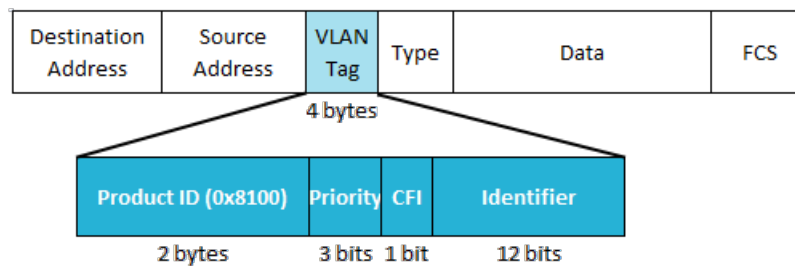 Destination Address
Source Address
VLAN Tag
Type
Data
FCS
4 bytes
Product ID (0x8100)
Priority
CFI
Identifier
2 bytes
3 bits
1 bit
12 bits